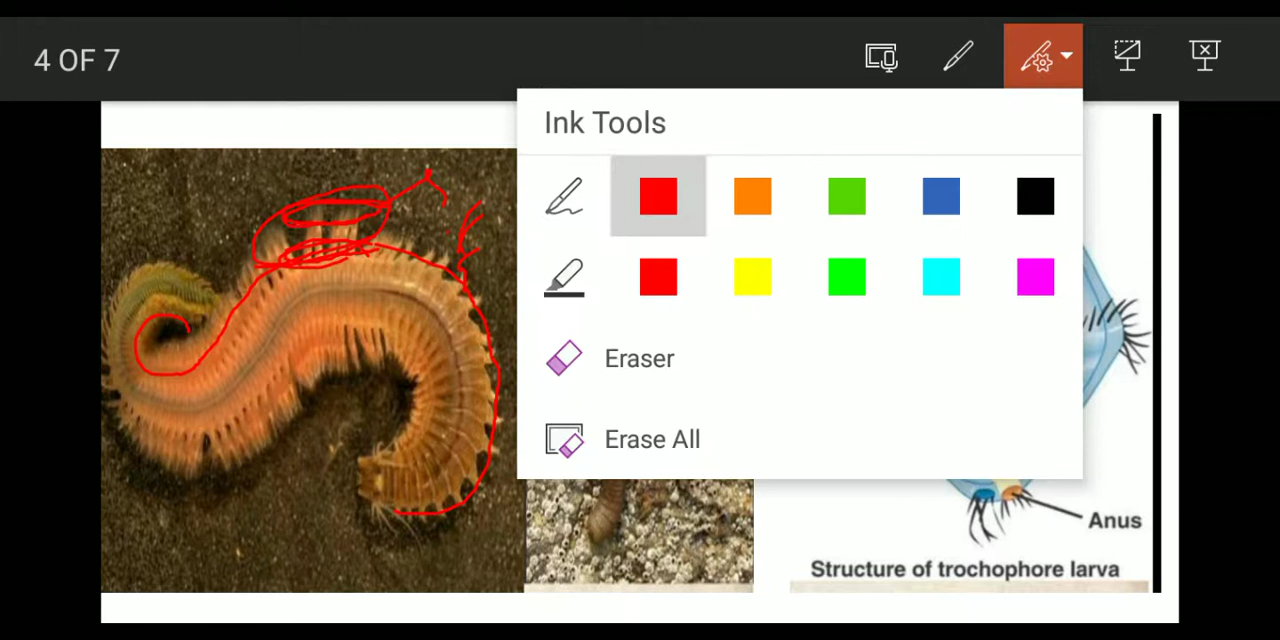 4 OF 7
Ink Tools
Eraser
Erase All
Anus
Structure of trochophore larva